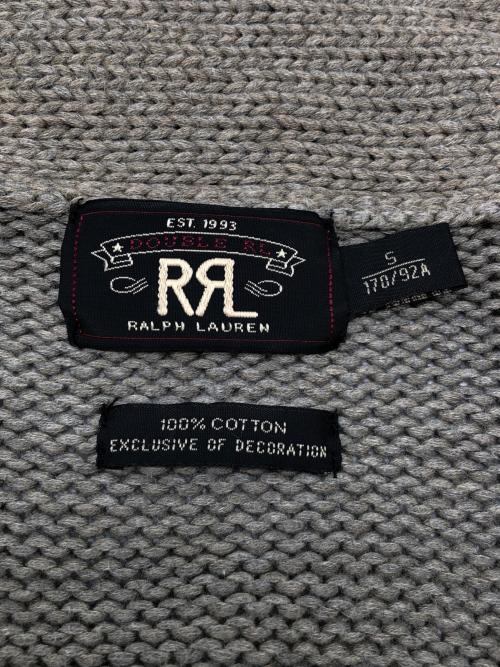 EST. 1993
DOUBLE RL
RRL
RALPH LAUREN
S
170/92A
100% COTTON
EXCLUSIVE OF DECORATION